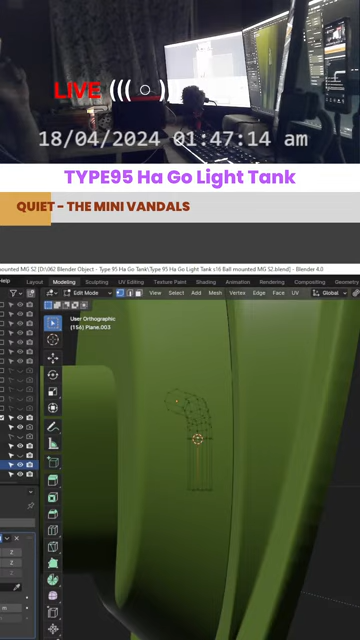 LIVE ((( ○ ))
18/04/2024 01:47:14 am
TYPE95 Ha Go Light Tank
QUIET - THE MINI VANDALS
mounted MG S2 [D:\062 Blender Object - Type 95 Ha Go Tank\Type 95 Ha Go Light Tank s16 Ball mounted MG S2.blend] - Blender 4.0
Help Layout Modeling Sculpting UV Editing Texture Paint Shading Animation Rendering Compositing Geometry
Edit Mode View Select Add Mesh Vertex Edge Face UV
User Orthographic
(156) Plane.003
Z
Z
Z
m